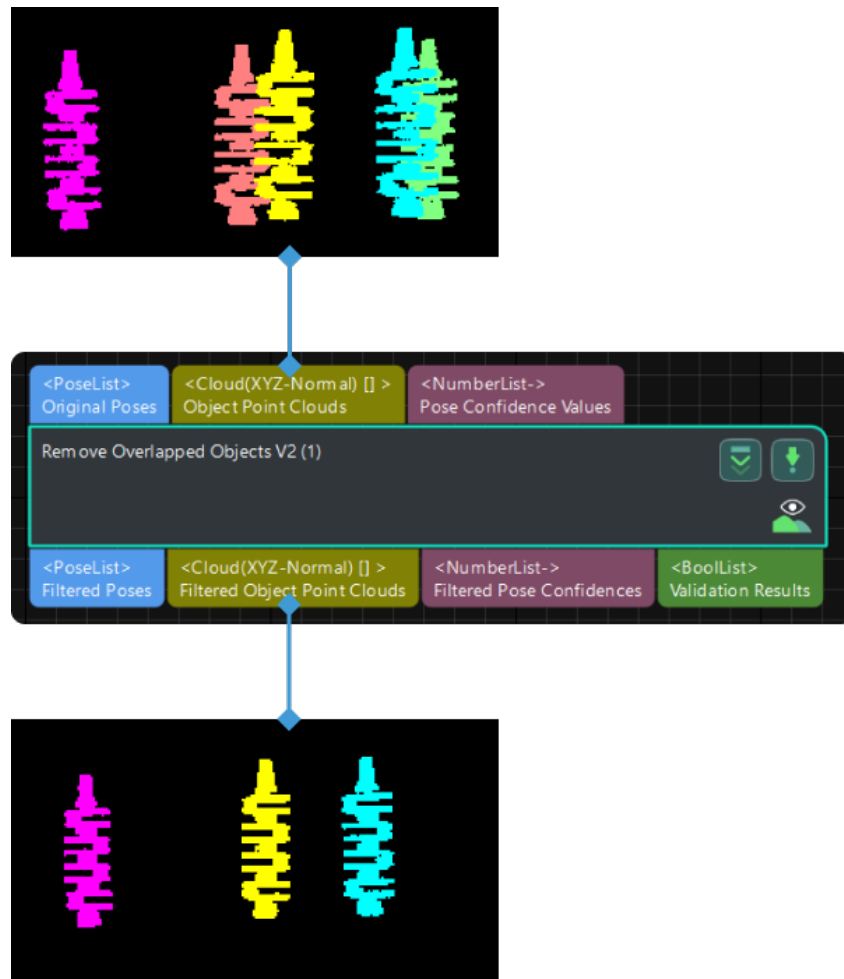 <PoseList>
Original Poses
<Cloud(XYZ-Normal) [] >
Object Point Clouds
<NumberList->
Pose Confidence Values
Remove Overlapped Objects V2 (1)
<PoseList>
Filtered Poses
<Cloud(XYZ-Normal) [] >
Filtered Object Point Clouds
<NumberList->
Filtered Pose Confidences
<BoolList>
Validation Results